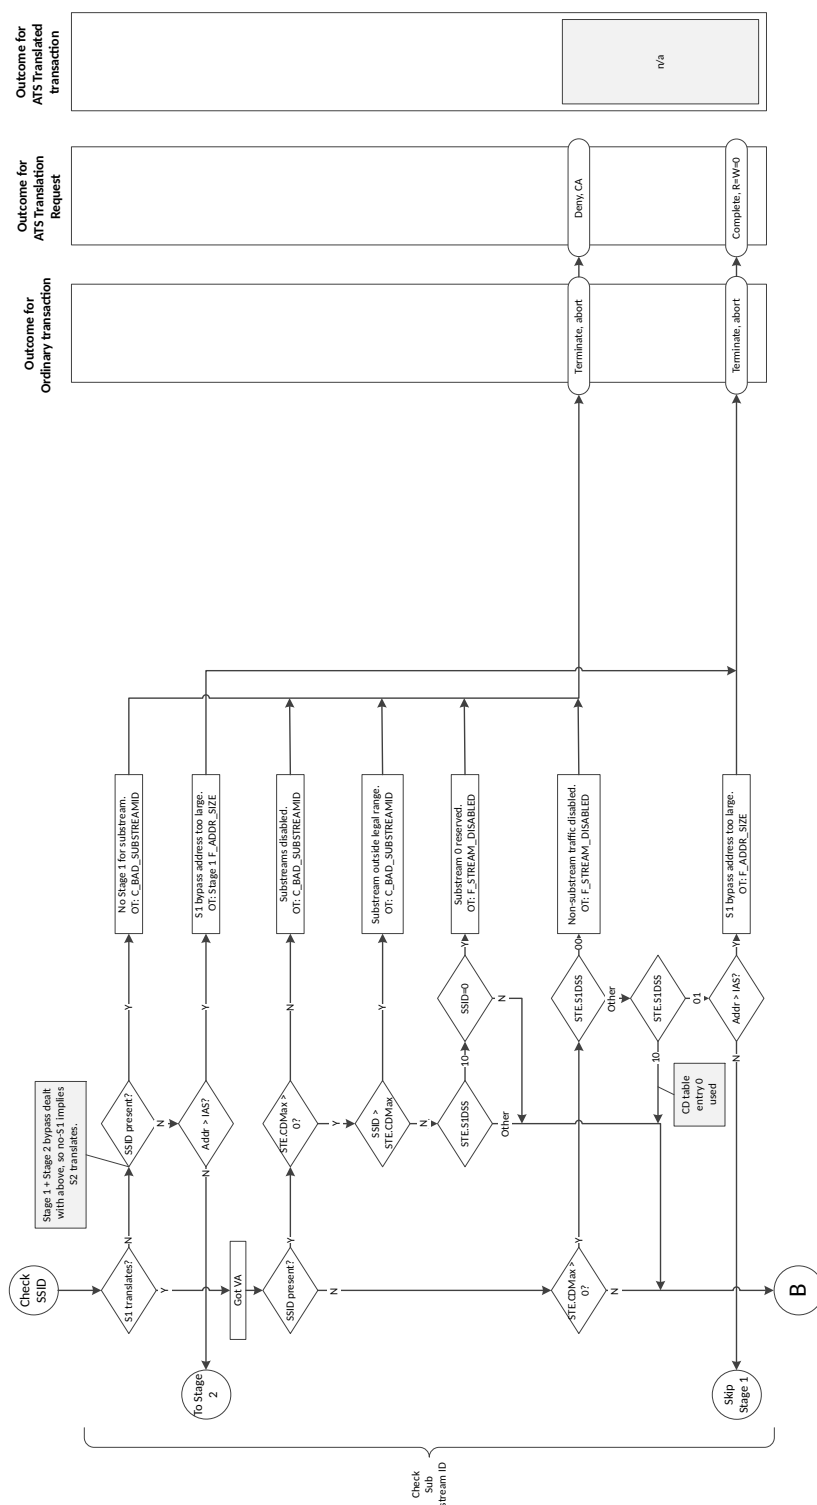 Outcome for
ATS Translated
transaction
n/a
Outcome for
ATS Translation
Request
Deny, CA
Complete, R=W=0
Outcome for
Ordinary transaction
Terminate, abort
Terminate, abort
No Stage 1 for substream.
OT: C_BAD_SUBSTREAMID
S1 bypass address too large.
OT: Stage 1 F_ADDR_SIZE
Substreams disabled.
OT: C_BAD_SUBSTREAMID
Substream outside legal range.
OT: C_BAD_SUBSTREAMID
Substream 0 reserved.
OT: F_STREAM_DISABLED
Non-substream traffic disabled.
OT: F_STREAM_DISABLED
S1 bypass address too large.
OT: F_ADDR_SIZE
Y
Y
N
Y
Y
00
Y
SSID=0
N
STE.S1DSS
Other
STE.S1DSS
01
Addr > IAS?
N
10
10
CD table
entry 0
used
Stage 1 + Stage 2 bypass dealt
with above, so no-S1 implies
S2 translates.
SSID present?
N
Addr > IAS?
N
STE.CDMax >
0?
Y
SSID >
STE.CDMax
N
STE.S1DSS
Other
N
Y
Y
Check
SSID
S1 translates?
Y
Got VA
SSID present?
N
STE.CDMax >
0?
N
B
To Stage
2
Skip
Stage 1
Check
Sub
stream ID